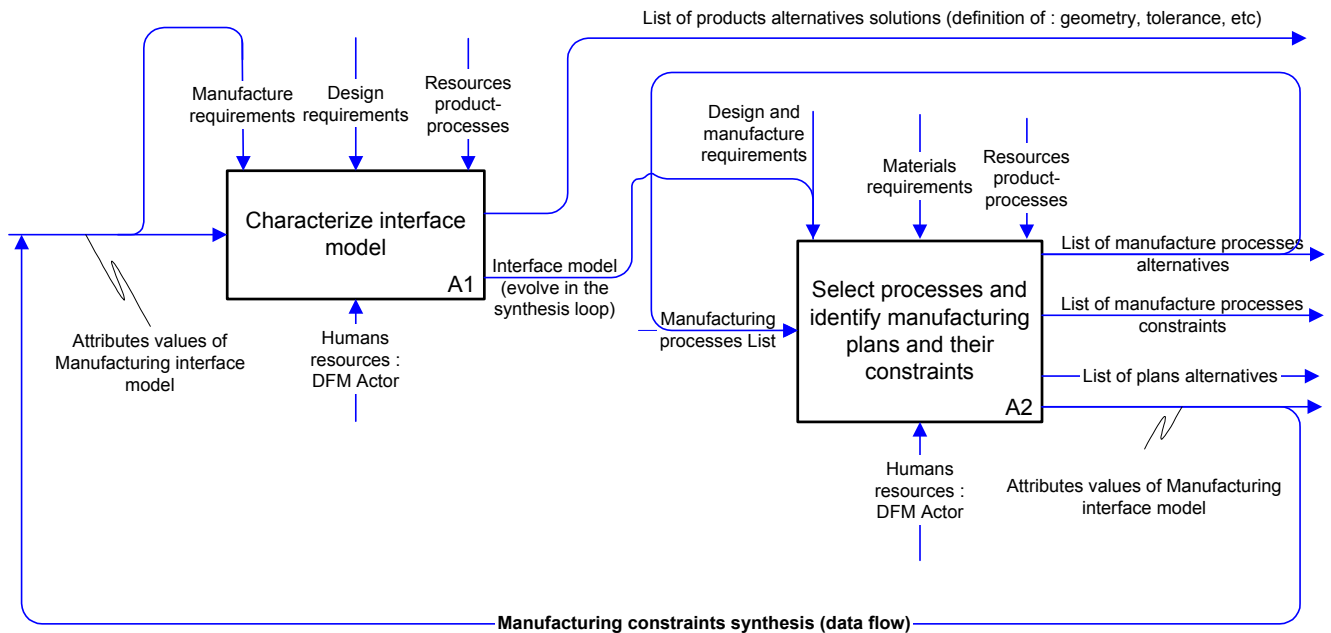 List of products alternatives solutions (definition of : geometry, tolerance, etc)
Manufacture
requirements
Design
requirements
Resources
product-
processes
Characterize interface
model
A1
Interface model
(evolve in the
synthesis loop)
Attributes values of
Manufacturing interface
model
Humans
resources :
DFM Actor
Design and
manufacture
requirements
Materials
requirements
Resources
product-
processes
Manufacturing
processes List
Select processes and
identify manufacturing
plans and their
constraints
A2
List of manufacture processes
alternatives
List of manufacture processes
constraints
List of plans alternatives
Humans
resources :
DFM Actor
Attributes values of Manufacturing
interface model
Manufacturing constraints synthesis (data flow)